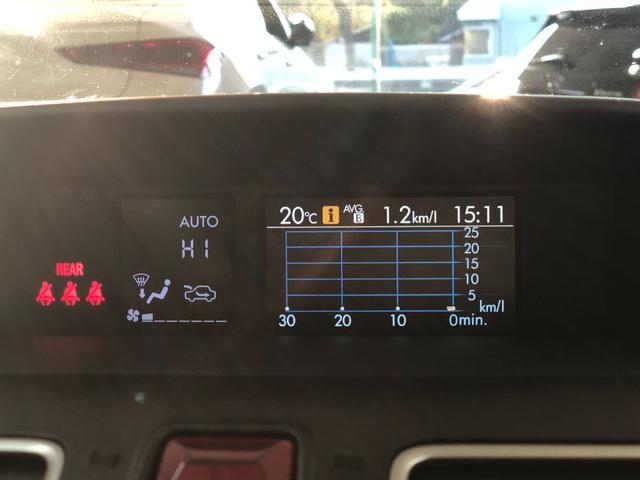 20℃ i AVG. B 1.2km/l 15:11
AUTO
HI
REAR
25
20
15
10
5
km/l
30 20 10 0min.